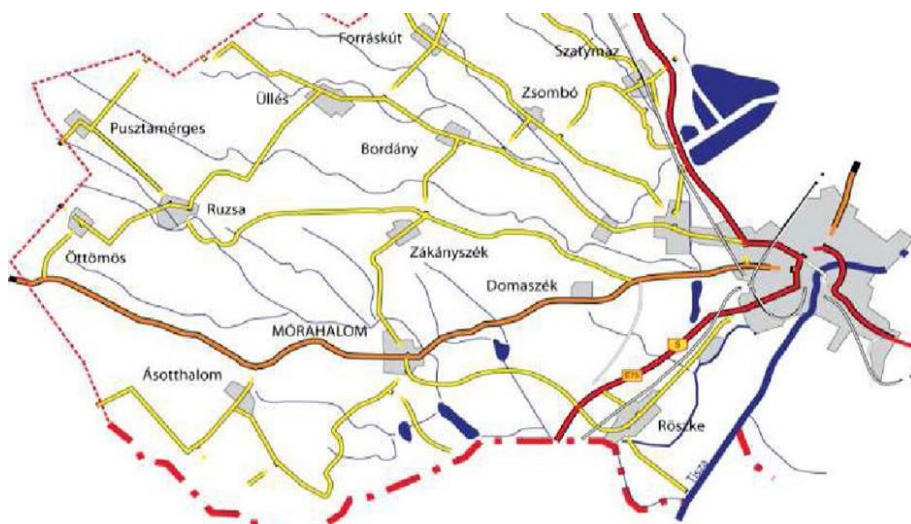 Forráskút
Szatymaz
Üllés
Zsombó
Pusztamérges
Bordány
Ruzsa
Zákányszék
Öttömös
Domaszék
MÓRAHALOM
5
E75
Ásotthalom
Röszke
Tisza